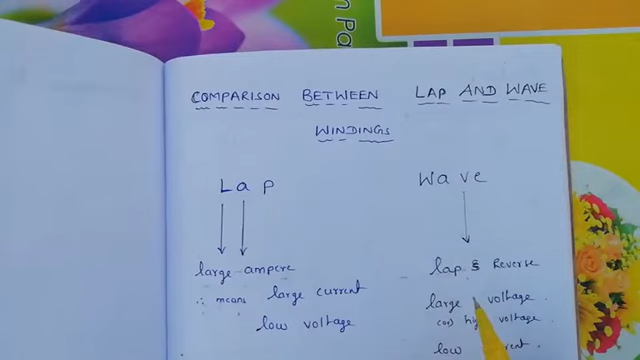 n Pa
COMPARISON BETWEEN LAP AND WAVE
WINDINGS
Lap
Wave
large ampere
∴ means large current
low voltage
lap Reverse
large voltage.
(or) voltage.
low